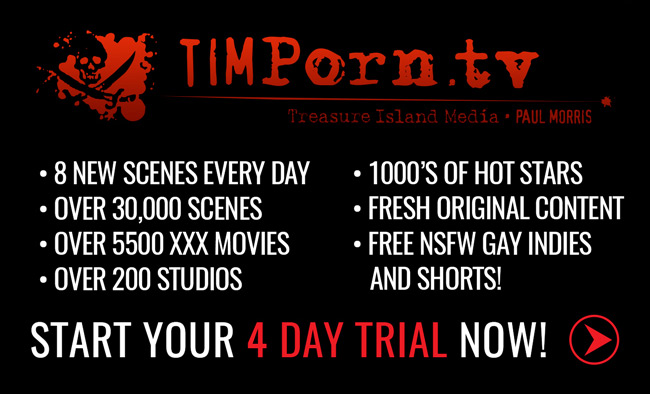 TIMPorn.tv
Treasure Island Media • PAUL MORRIS
• 8 NEW SCENES EVERY DAY
• OVER 30,000 SCENES
• OVER 5500 XXX MOVIES
• OVER 200 STUDIOS
• 1000'S OF HOT STARS
• FRESH ORIGINAL CONTENT
• FREE NSFW GAY INDIES
AND SHORTS!
START YOUR 4 DAY TRIAL NOW!